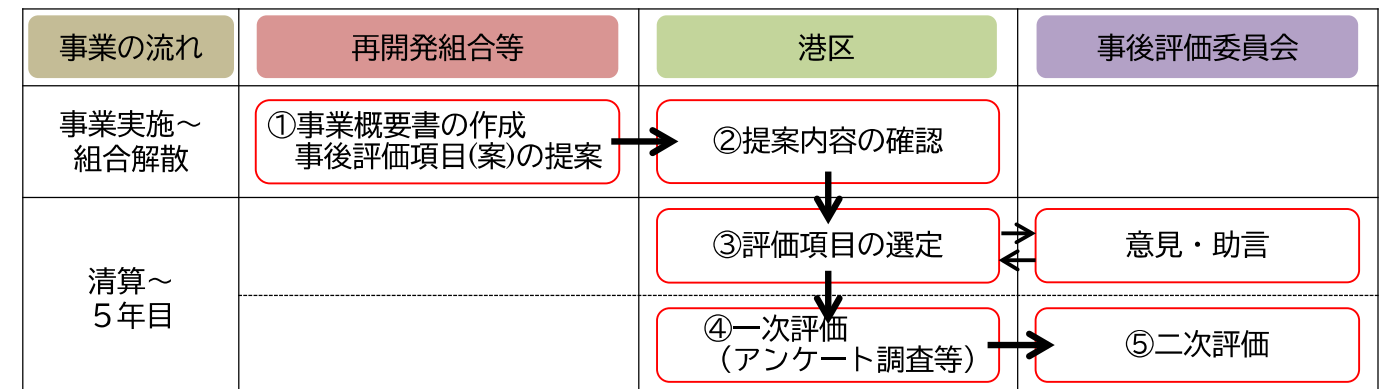 事業の流れ
再開発組合等
港区
事後評価委員会
事業実施～
組合解散
①事業概要書の作成
事後評価項目(案)の提案
②提案内容の確認
清算～
５年目
③評価項目の選定
意見・助言
④一次評価
（アンケート調査等）
⑤二次評価